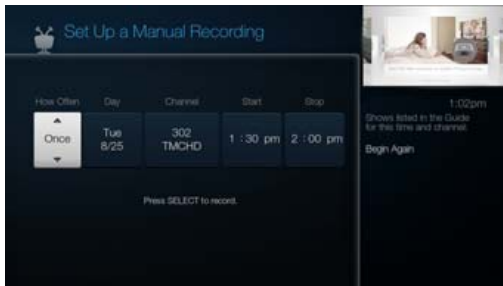 Set Up a Manual Recording
How Often
Day
Channel
Start
Stop
Once
Tue
8/25
302
TMCHD
1 : 30 pm
2 : 00 pm
Press SELECT to record.
1:02pm
Shows listed in the Guide
for this time and channel:
Begin Again